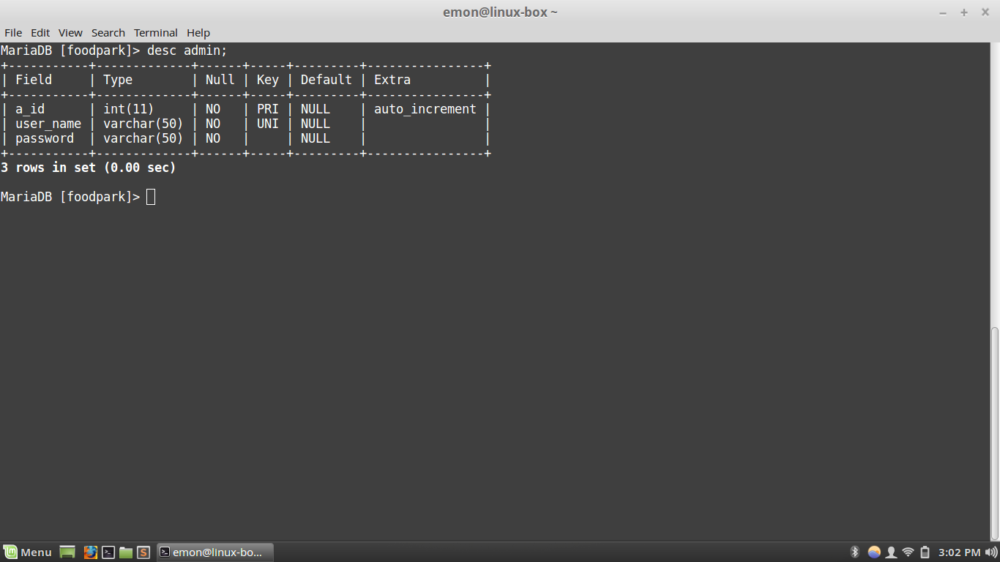 emon@linux-box ~
File Edit View Search Terminal Help
MariaDB [foodpark]> desc admin;
+-----------+-------------+------+-----+---------+----------------+
| Field     | Type        | Null | Key | Default | Extra          |
+-----------+-------------+------+-----+---------+----------------+
| a_id      | int(11)     | NO   | PRI | NULL    | auto_increment |
| user_name | varchar(50) | NO   | UNI | NULL    |                |
| password  | varchar(50) | NO   |     | NULL    |                |
+-----------+-------------+------+-----+---------+----------------+
3 rows in set (0.00 sec)
MariaDB [foodpark]>
Menu emon@linux-bo... 3:02 PM